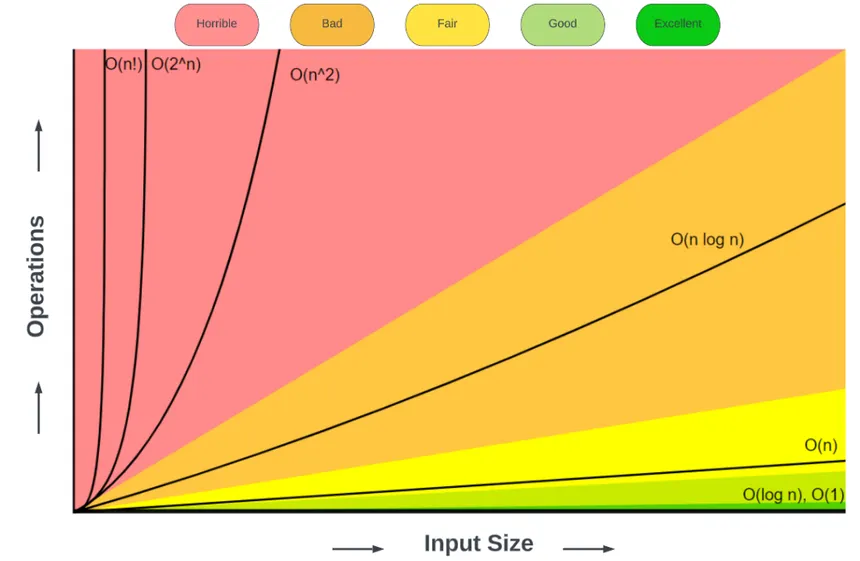 Horrible
Bad
Fair
Good
Excellent
O(n!)
O(2^n)
O(n^2)
O(n log n)
O(n)
O(log n), O(1)
Operations
Input Size